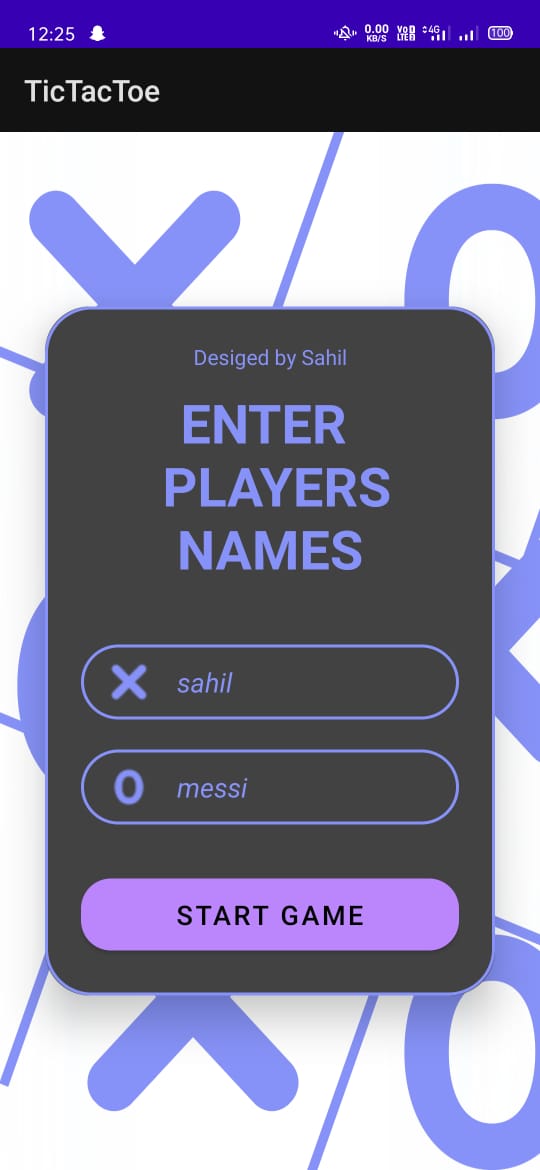 12:25 0.00 KB/S Vo LTE 4G 100
TicTacToe
Desiged by Sahil
ENTER
PLAYERS
NAMES
sahil
messi
START GAME